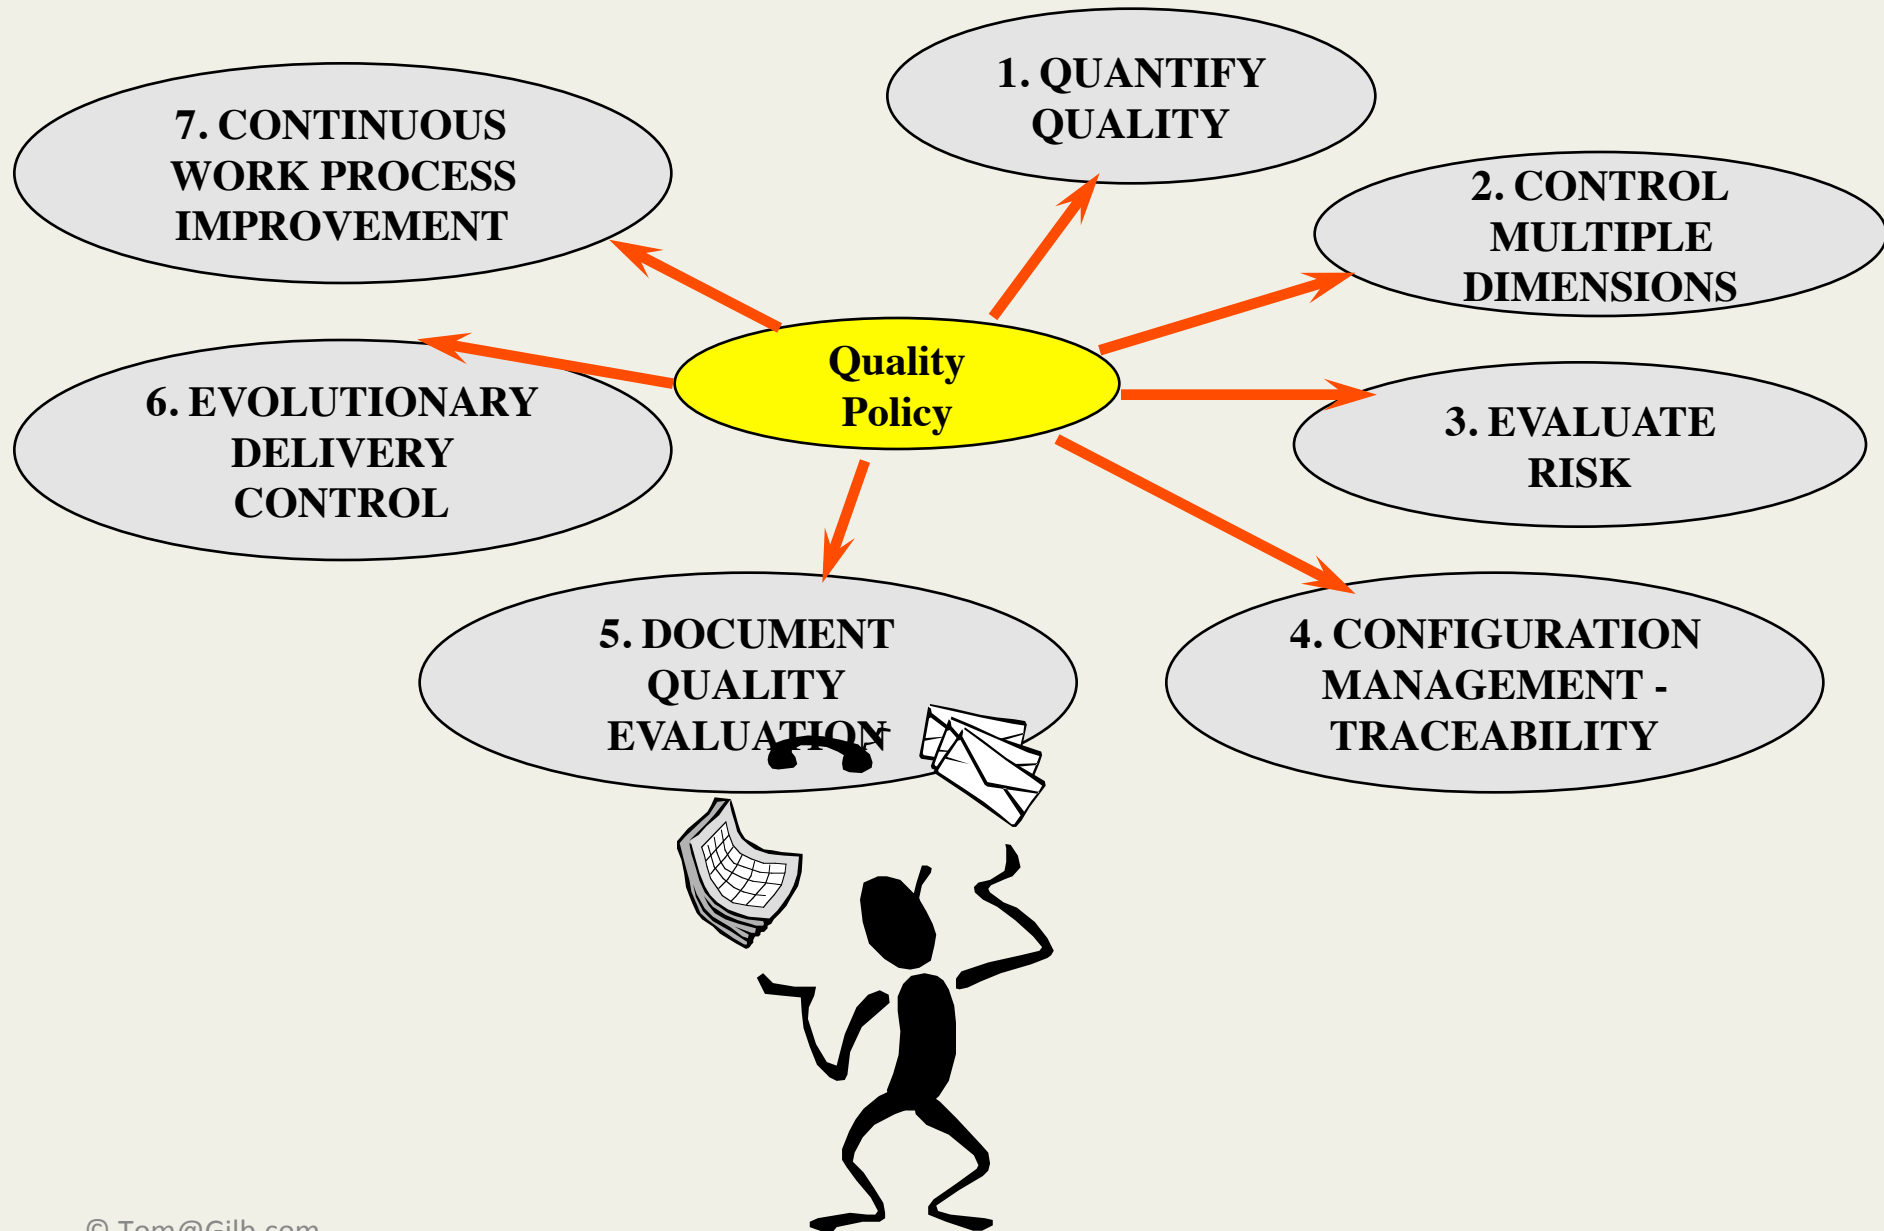 1. QUANTIFY
QUALITY
2. CONTROL
MULTIPLE
DIMENSIONS
3. EVALUATE
RISK
4. CONFIGURATION
MANAGEMENT -
TRACEABILITY
5. DOCUMENT
QUALITY
EVALUATION
6. EVOLUTIONARY
DELIVERY
CONTROL
7. CONTINUOUS
WORK PROCESS
IMPROVEMENT
Quality
Policy
© Tom@Gilb.com